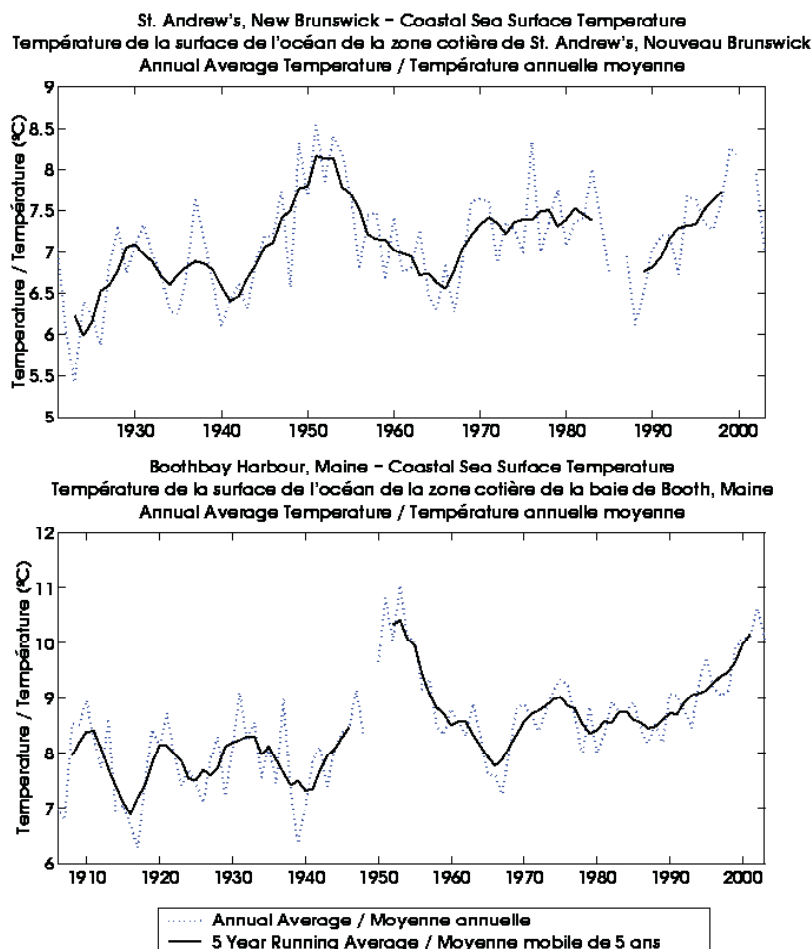 St. Andrew's, New Brunswick – Coastal Sea Surface Temperature
Température de la surface de l'océan de la zone cotière de St. Andrew's, Nouveau Brunswick
Annual Average Temperature / Température annuelle moyenne
Temperature / Température (ºC)
9
8.5
8
7.5
7
6.5
6
5.5
5
1930 1940 1950 1960 1970 1980 1990 2000
Boothbay Harbour, Maine – Coastal Sea Surface Temperature
Température de la surface de l'océan de la zone cotière de la baie de Booth, Maine
Annual Average Temperature / Température annuelle moyenne
Temperature / Température (ºC)
12
11
10
9
8
7
6
1910 1920 1930 1940 1950 1960 1970 1980 1990 2000
Annual Average / Moyenne annuelle
5 Year Running Average / Moyenne mobile de 5 ans